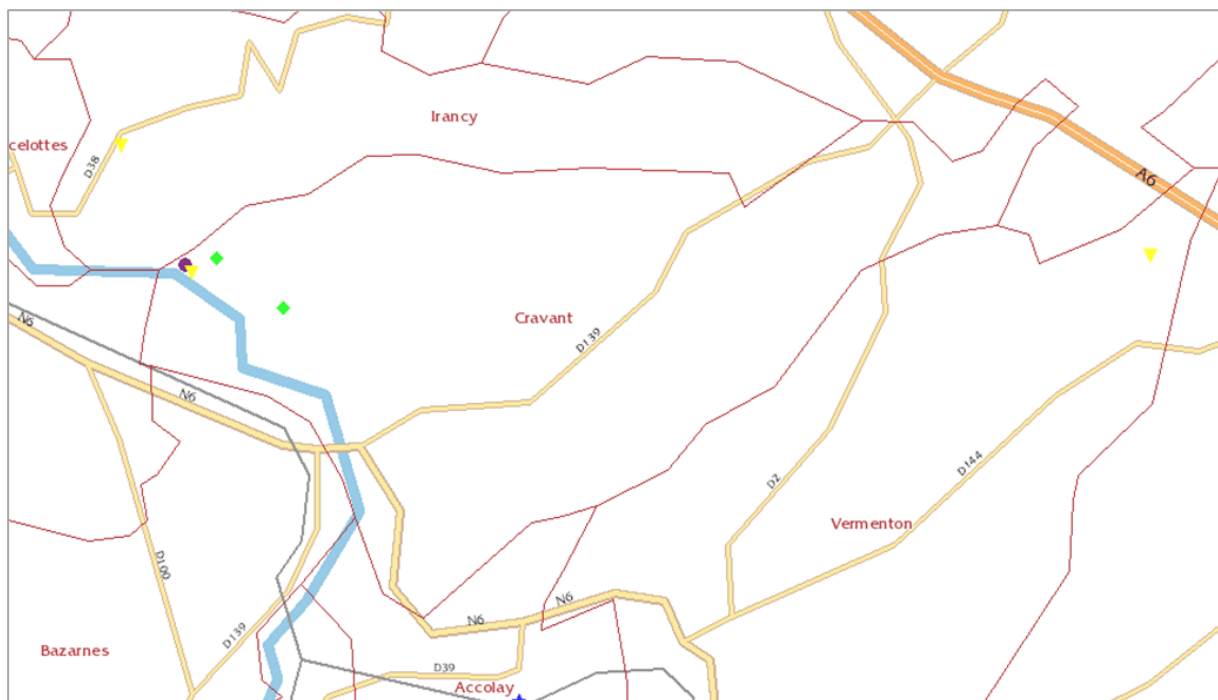 Irancy
celottes
D38
A6
N6
Cravant
D139
N6
D144
D2
Vermenton
D100
N6
N6
D139
Bazarnes
D39
Accolay